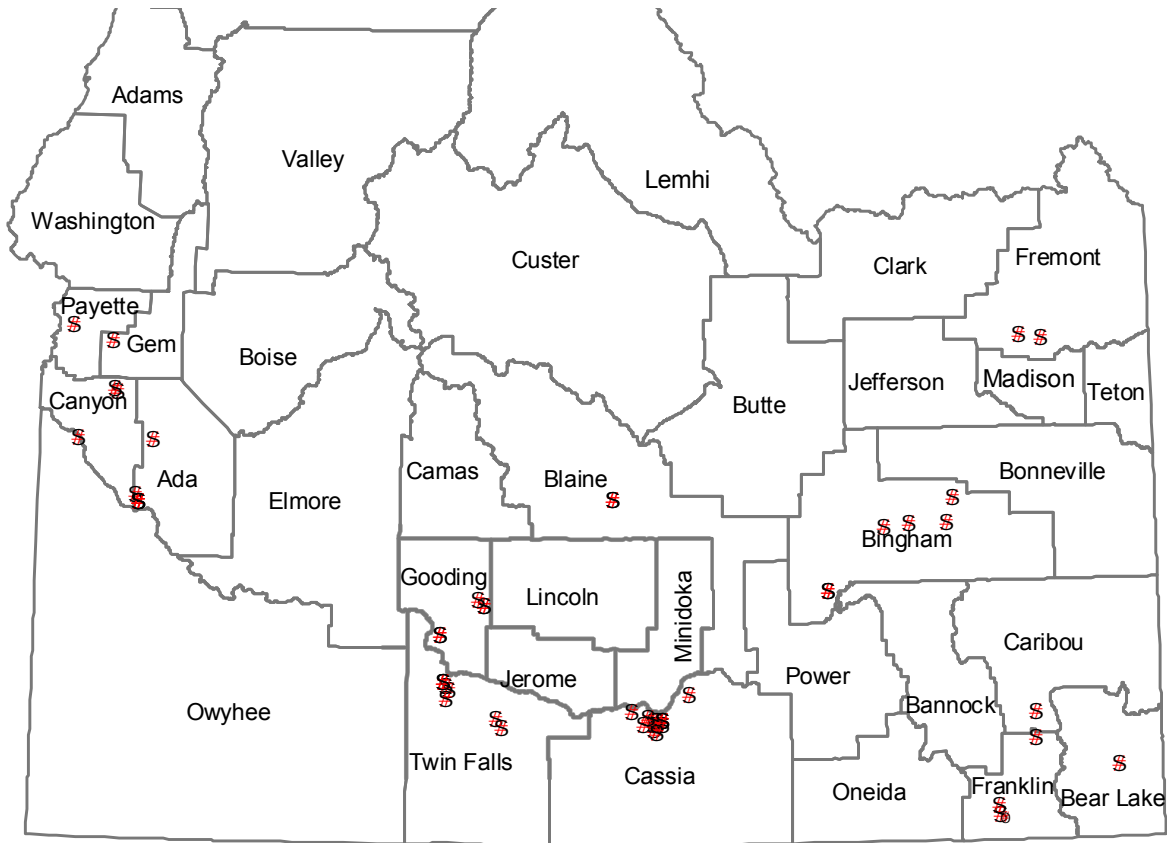 Adams
Valley
Lemhi
Washington
Custer
Clark
Fremont
Payette
Gem
Boise
Jefferson
Madison
Teton
Canyon
Butte
Ada
Camas
Blaine
Bonneville
Elmore
Bingham
Gooding
Lincoln
Minidoka
Caribou
Jerome
Power
Owyhee
Bannock
Twin Falls
Cassia
Oneida
Franklin
Bear Lake